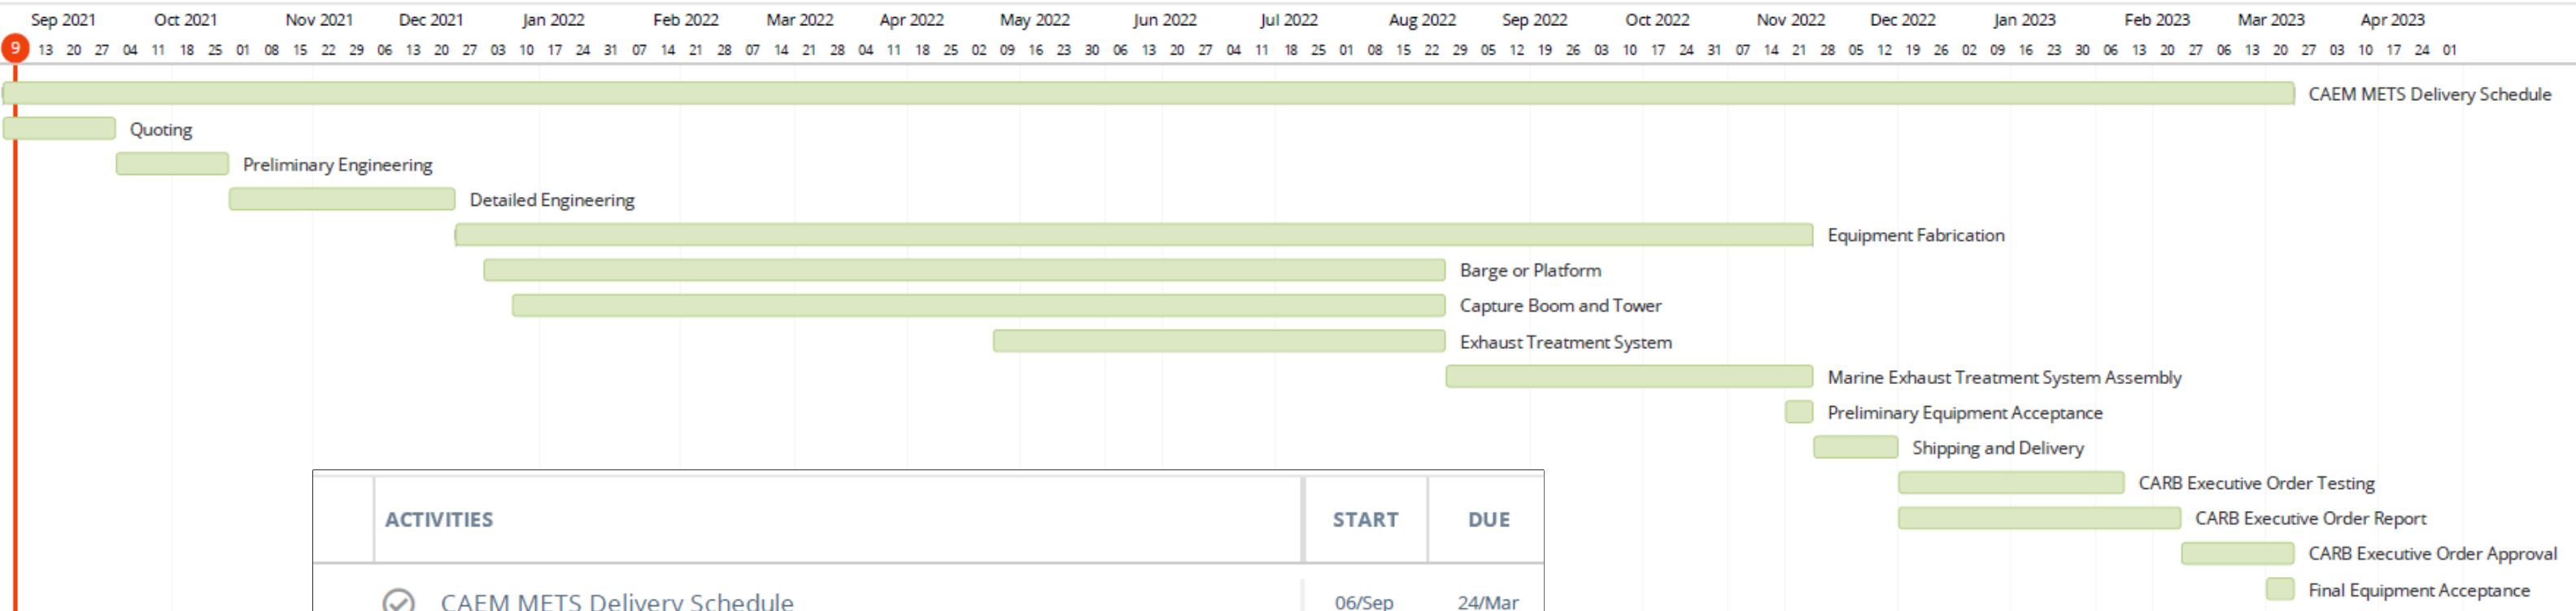 Sep 2021 Oct 2021 Nov 2021 Dec 2021 Jan 2022 Feb 2022 Mar 2022 Apr 2022 May 2022 Jun 2022 Jul 2022 Aug 2022 Sep 2022 Oct 2022 Nov 2022 Dec 2022 Jan 2023 Feb 2023 Mar 2023 Apr 2023
9 13 20 27 04 11 18 25 01 08 15 22 29 06 13 20 27 03 10 17 24 31 07 14 21 28 07 14 21 28 04 11 18 25 02 09 16 23 30 06 13 20 27 04 11 18 25 01 08 15 22 29 05 12 19 26 03 10 17 24 31 07 14 21 28 05 12 19 26 02 09 16 23 30 06 13 20 27 06 13 20 27 03 10 17 24 01
CAEM METS Delivery Schedule
Quoting
Preliminary Engineering
Detailed Engineering
Equipment Fabrication
Barge or Platform
Capture Boom and Tower
Exhaust Treatment System
Marine Exhaust Treatment System Assembly
Preliminary Equipment Acceptance
Shipping and Delivery
CARB Executive Order Testing
CARB Executive Order Report
CARB Executive Order Approval
Final Equipment Acceptance
ACTIVITIES START DUE
CAEM METS Delivery Schedule 06/Sep 24/Mar